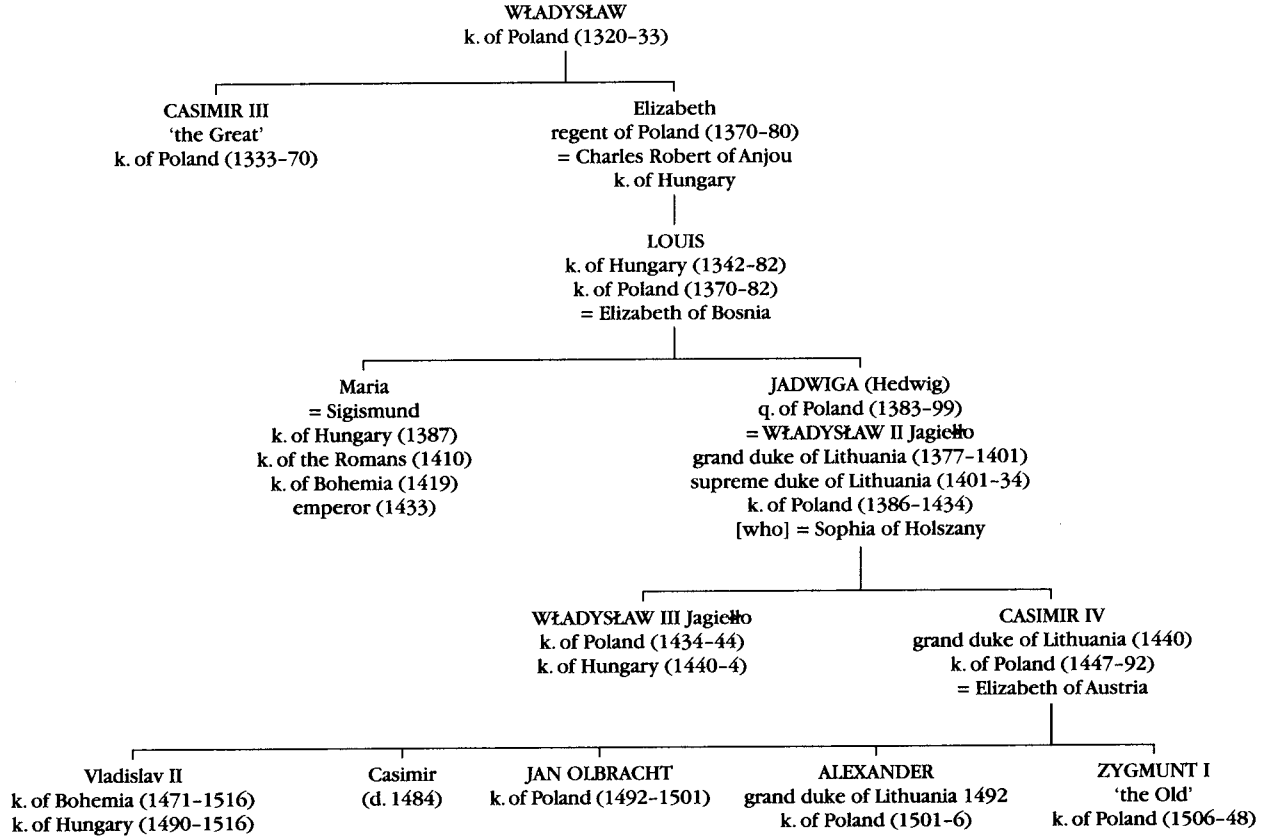 WŁADYSŁAW
k. of Poland (1320–33)
CASIMIR III
‘the Great’
k. of Poland (1333–70)
Elizabeth
regent of Poland (1370–80)
= Charles Robert of Anjou
k. of Hungary
LOUIS
k. of Hungary (1342–82)
k. of Poland (1370–82)
= Elizabeth of Bosnia
Maria
= Sigismund
k. of Hungary (1387)
k. of the Romans (1410)
k. of Bohemia (1419)
emperor (1433)
JADWIGA (Hedwig)
q. of Poland (1383–99)
= WŁADYSŁAW II Jagiełło
grand duke of Lithuania (1377–1401)
supreme duke of Lithuania (1401–34)
k. of Poland (1386–1434)
[who] = Sophia of Holszany
WŁADYSŁAW III Jagiełło
k. of Poland (1434–44)
k. of Hungary (1440–4)
CASIMIR IV
grand duke of Lithuania (1440)
k. of Poland (1447–92)
= Elizabeth of Austria
Vladislav II
k. of Bohemia (1471–1516)
k. of Hungary (1490–1516)
Casimir
(d. 1484)
JAN OLBRACHT
k. of Poland (1492–1501)
ALEXANDER
grand duke of Lithuania 1492
k. of Poland (1501–6)
ZYGMUNT I
‘the Old’
k. of Poland (1506–48)